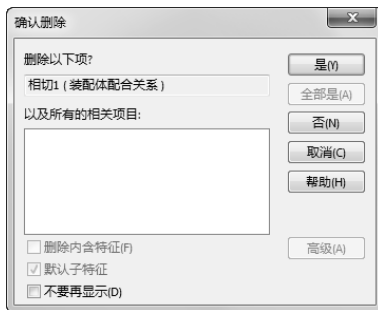 确认删除
删除以下项?
相切1 (装配体配合关系)
以及所有的相关项目:
删除内含特征(F)
默认子特征
不要再显示(D)
是(Y)
全部是(A)
否(N)
取消(C)
帮助(H)
高级(A)